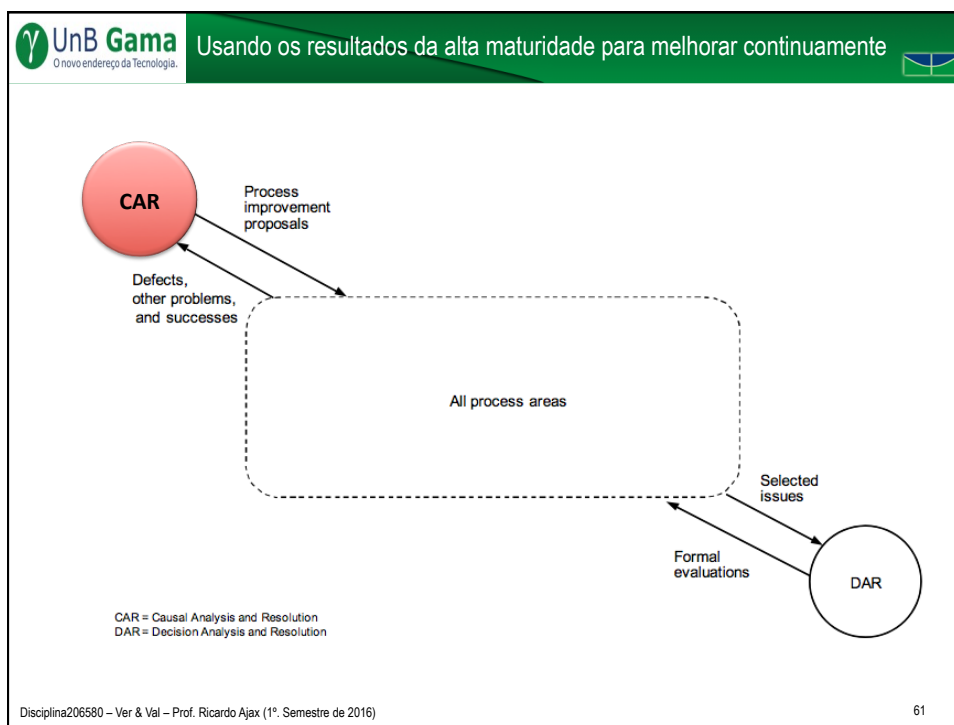 γ UnB Gama
O novo endereço da Tecnologia.
Usando os resultados da alta maturidade para melhorar continuamente
CAR
Process
improvement
proposals
Defects,
other problems,
and successes
All process areas
Selected
issues
Formal
evaluations
DAR
CAR = Causal Analysis and Resolution
DAR = Decision Analysis and Resolution
Disciplina206580 – Ver & Val – Prof. Ricardo Ajax (1º. Semestre de 2016)
61